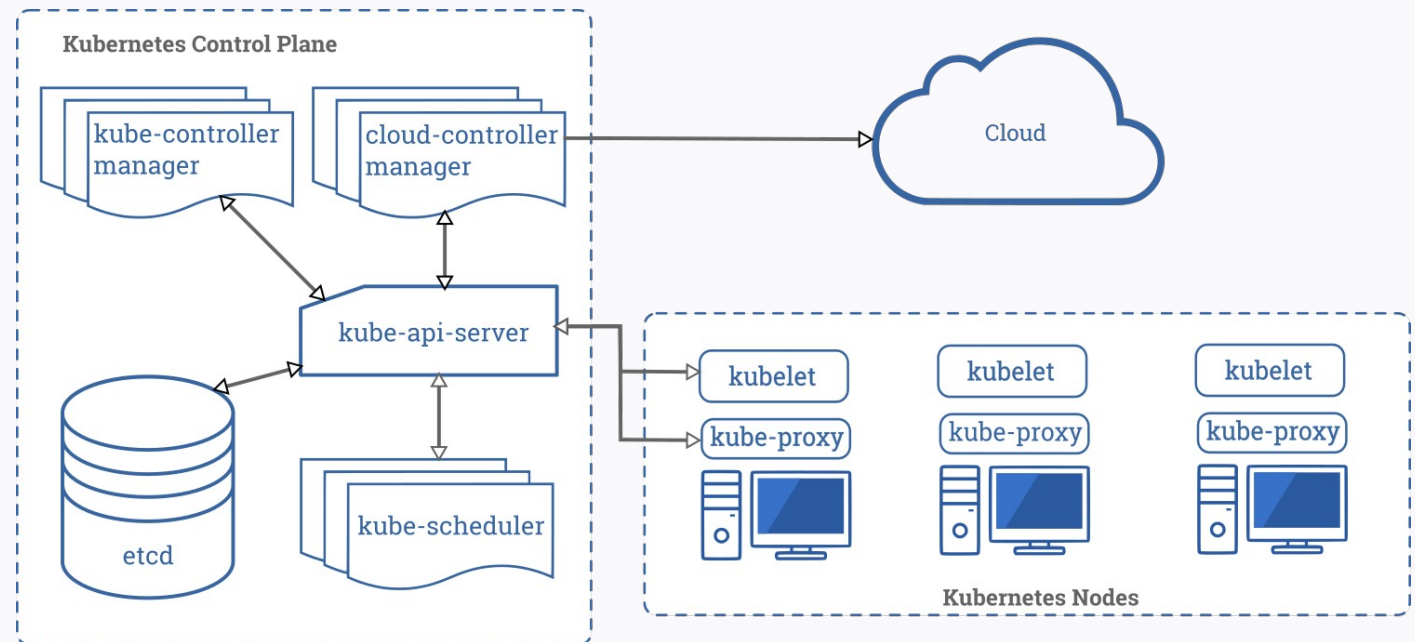 Kubernetes Control Plane
kube-controller
manager
cloud-controller
manager
Cloud
kube-api-server
etcd
kube-scheduler
kubelet
kube-proxy
kubelet
kube-proxy
kubelet
kube-proxy
Kubernetes Nodes